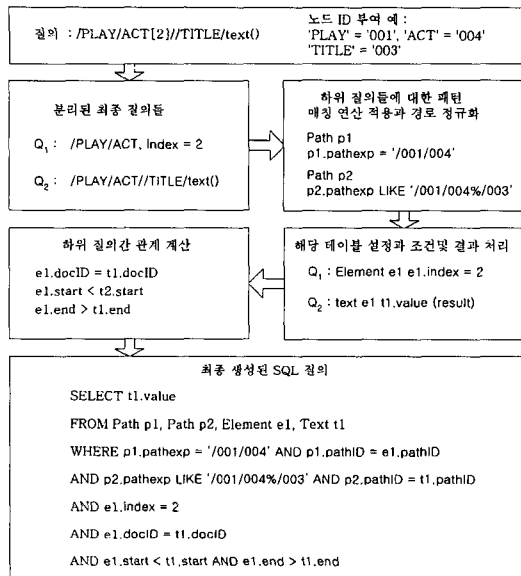 질의 : /PLAY/ACT[2]//TITLE/text()
노드 ID 부여 예 :
'PLAY' = '001', 'ACT' = '004'
'TITLE' = '003'
분리된 최종 질의들
Q1 : /PLAY/ACT, Index = 2
Q2 : /PLAY/ACT//TITLE/text()
하위 질의들에 대한 패턴
매칭 연산 적용과 경로 정규화
Path p1
p1.pathexp = '/001/004'
Path p2
p2.pathexp LIKE '/001/004%/003'
하위 질의간 관계 계산
e1.docID = t1.docID
e1.start < t2.start
e1.end > t1.end
해당 테이블 설정과 조건및 결과 처리
Q1 : Element e1 e1.index = 2
Q2 : text e1 t1.value (result)
최종 생성된 SQL 질의
SELECT t1.value
FROM Path p1, Path p2, Element e1, Text t1
WHERE p1.pathexp = '/001/004' AND p1.pathID = e1.pathID
AND p2.pathexp LIKE '/001/004%/003' AND p2.pathID = t1.pathID
AND e1.index = 2
AND e1.docID = t1.docID
AND e1.start < t1.start AND e1.end > t1.end